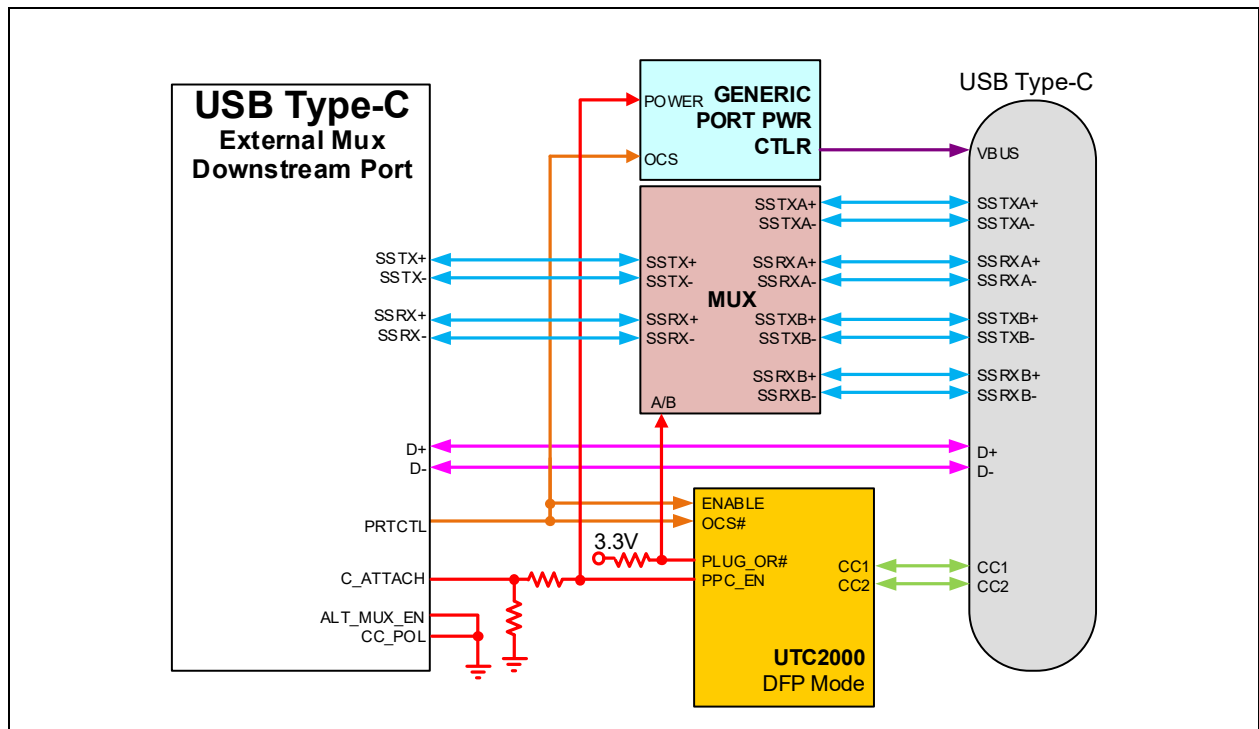 USB Type-C
External Mux
Downstream Port
SSTX+
SSTX-
SSRX+
SSRX-
D+
D-
PRTCTL
C_ATTACH
ALT_MUX_EN
CC_POL
POWER
GENERIC
PORT PWR
CTLR
OCS
SSTXA+
SSTXA-
SSTX+
SSTX-
SSRXA+
SSRXA-
MUX
SSRX+
SSRX-
SSTXB+
SSTXB-
SSRXB+
SSRXB-
A/B
3.3V
ENABLE
OCS#
PLUG_OR#
PPC_EN
CC1
CC2
UTC2000
DFP Mode
USB Type-C
VBUS
SSTXA+
SSTXA-
SSRXA+
SSRXA-
SSTXB+
SSTXB-
SSRXB+
SSRXB-
D+
D-
CC1
CC2